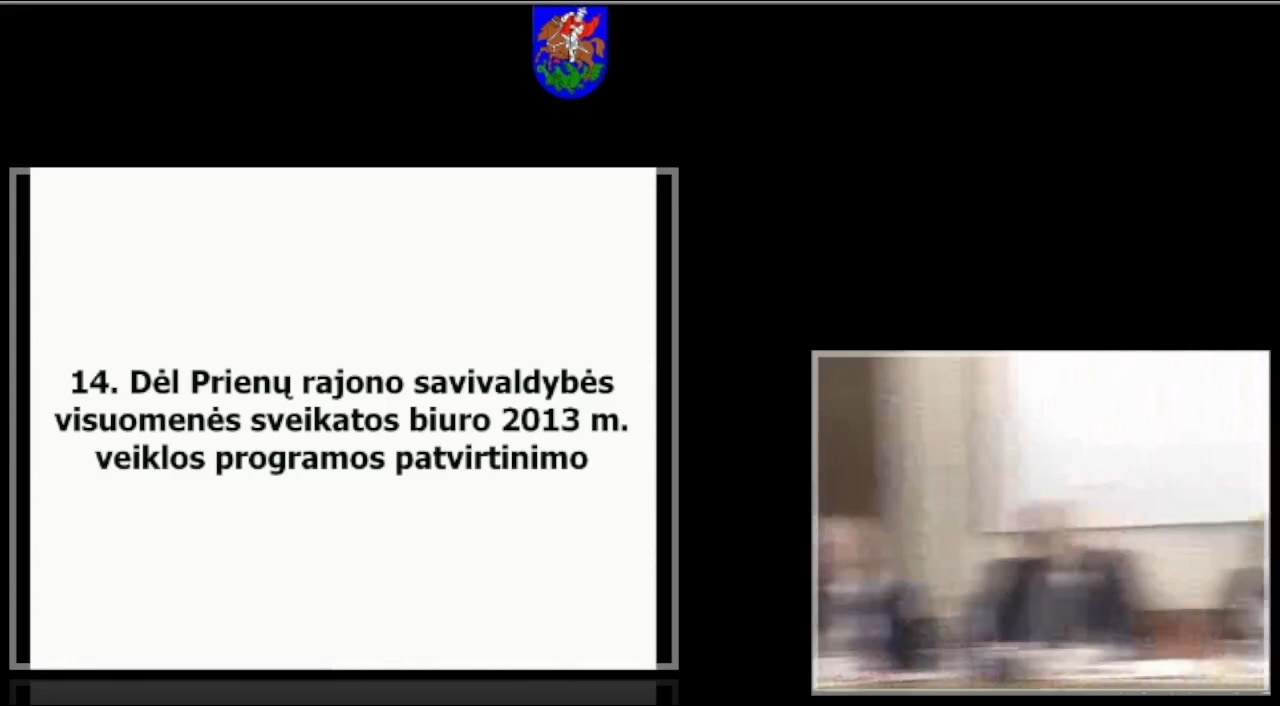 14. Dėl Prienų rajono savivaldybės
visuomenės sveikatos biuro 2013 m.
veiklos programos patvirtinimo